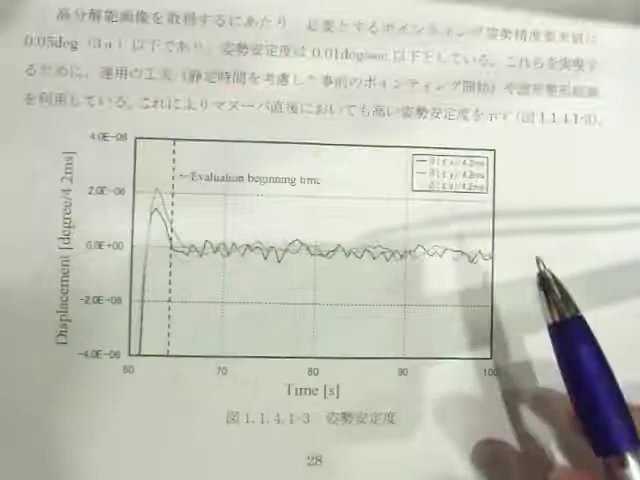 高分解能画像を取得するにあたり、必要とするポインティング姿勢精度要求値は
0.05deg（3σ）以下であり、姿勢安定度は0.01deg/sec以下としている。これらを実現す
るために、運用の工夫（静定時間を考慮した事前のポインティング開始）や
を利用している。これによりマヌーバ直後においても高い姿勢安定度を示す（図1.1.4.1-3）。
4.0E-06
2.0E-06
0.0E+00
-2.0E-06
-4.0E-06
Displacement [degree/4.2ms]
Evaluation beginning time
60 70 80 90 100
Time [s]
図1.1.4.1-3 姿勢安定度
28